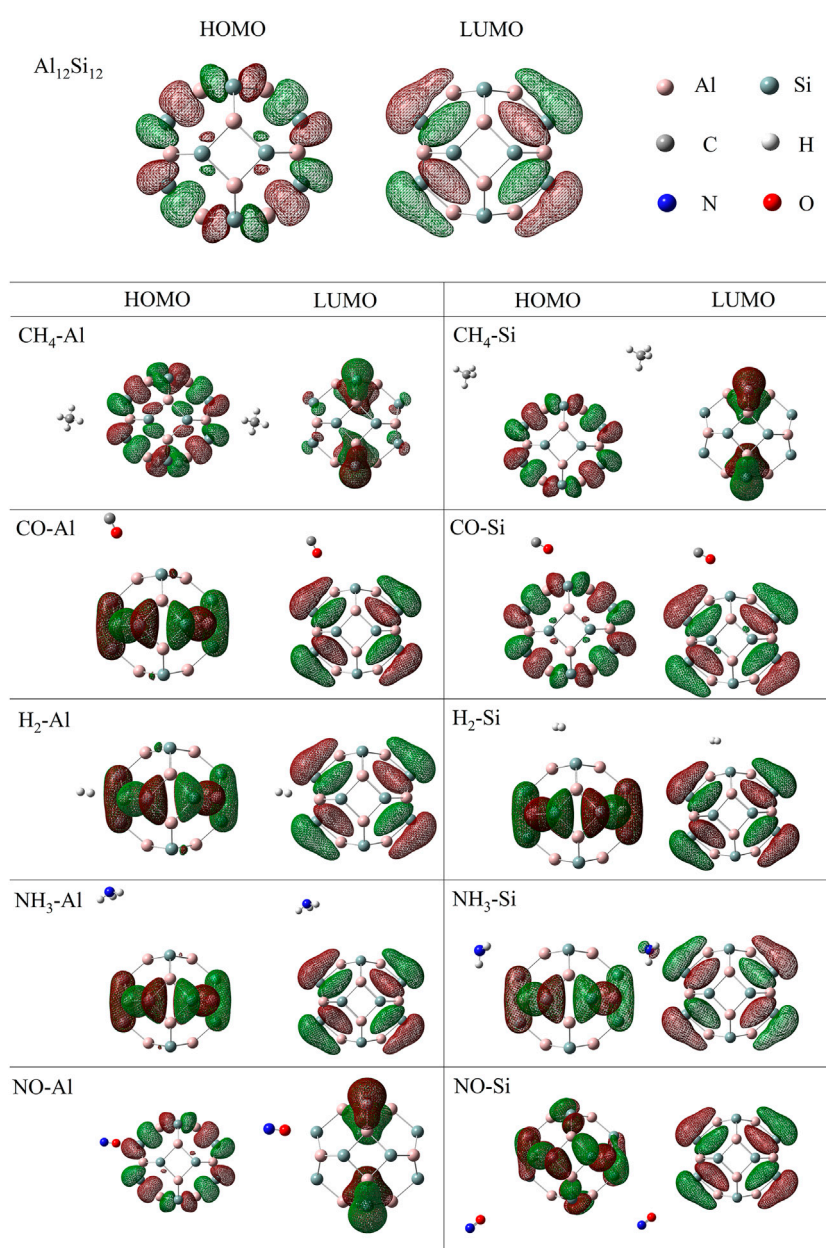 HOMO LUMO
Al12Si12
Al Si
C H
N O
HOMO LUMO HOMO LUMO
CH4-Al CH4-Si
CO-Al CO-Si
H2-Al H2-Si
NH3-Al NH3-Si
NO-Al NO-Si